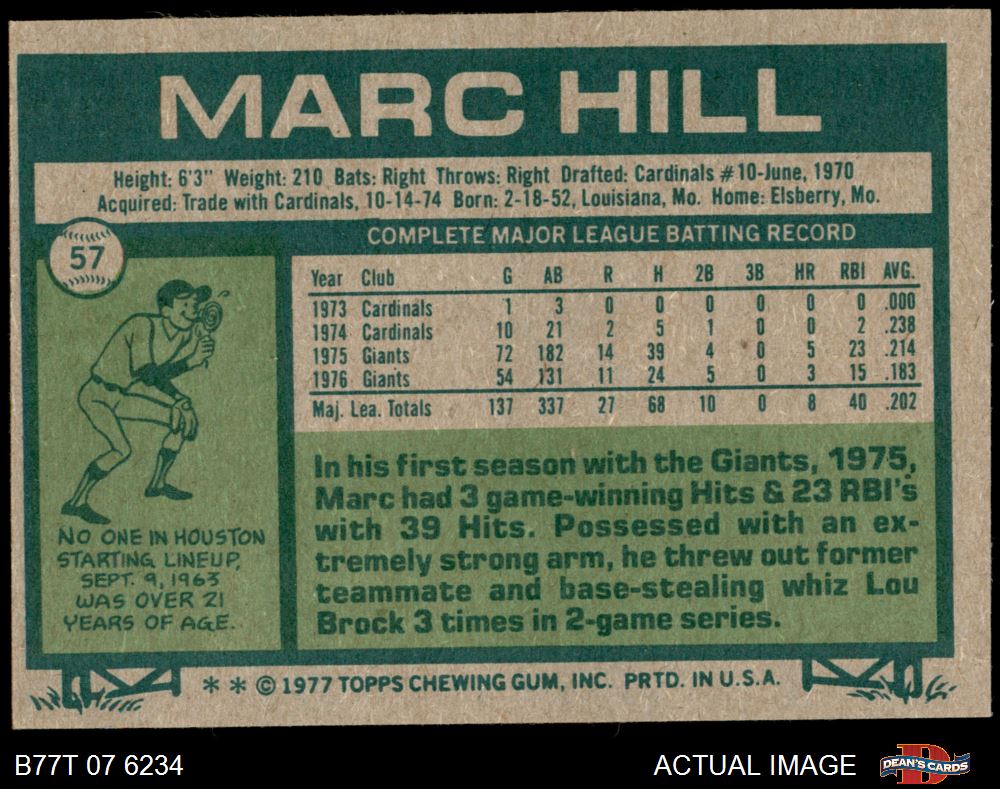 MARC HILL
Height: 6'3" Weight: 210 Bats: Right Throws: Right Drafted: Cardinals #10-June, 1970
Acquired: Trade with Cardinals, 10-14-74 Born: 2-18-52, Louisiana, Mo. Home: Elsberry, Mo.
57
COMPLETE MAJOR LEAGUE BATTING RECORD
Year Club G AB R H 2B 3B HR RBI AVG.
1973 Cardinals 1 3 0 0 0 0 0 0 .000
1974 Cardinals 10 21 2 5 1 0 0 2 .238
1975 Giants 72 182 14 39 4 0 5 23 .214
1976 Giants 54 131 11 24 5 0 3 15 .183
Maj. Lea. Totals 137 337 27 68 10 0 8 40 .202
NO ONE IN HOUSTON
STARTING LINEUP,
SEPT. 9, 1963
WAS OVER 21
YEARS OF AGE.
In his first season with the Giants, 1975,
Marc had 3 game-winning Hits & 23 RBI's
with 39 Hits. Possessed with an ex-
tremely strong arm, he threw out former
teammate and base-stealing whiz Lou
Brock 3 times in 2-game series.
* * © 1977 TOPPS CHEWING GUM, INC. PRTD. IN U.S.A.
B77T 07 6234
ACTUAL IMAGE
D
DEAN'S CARDS